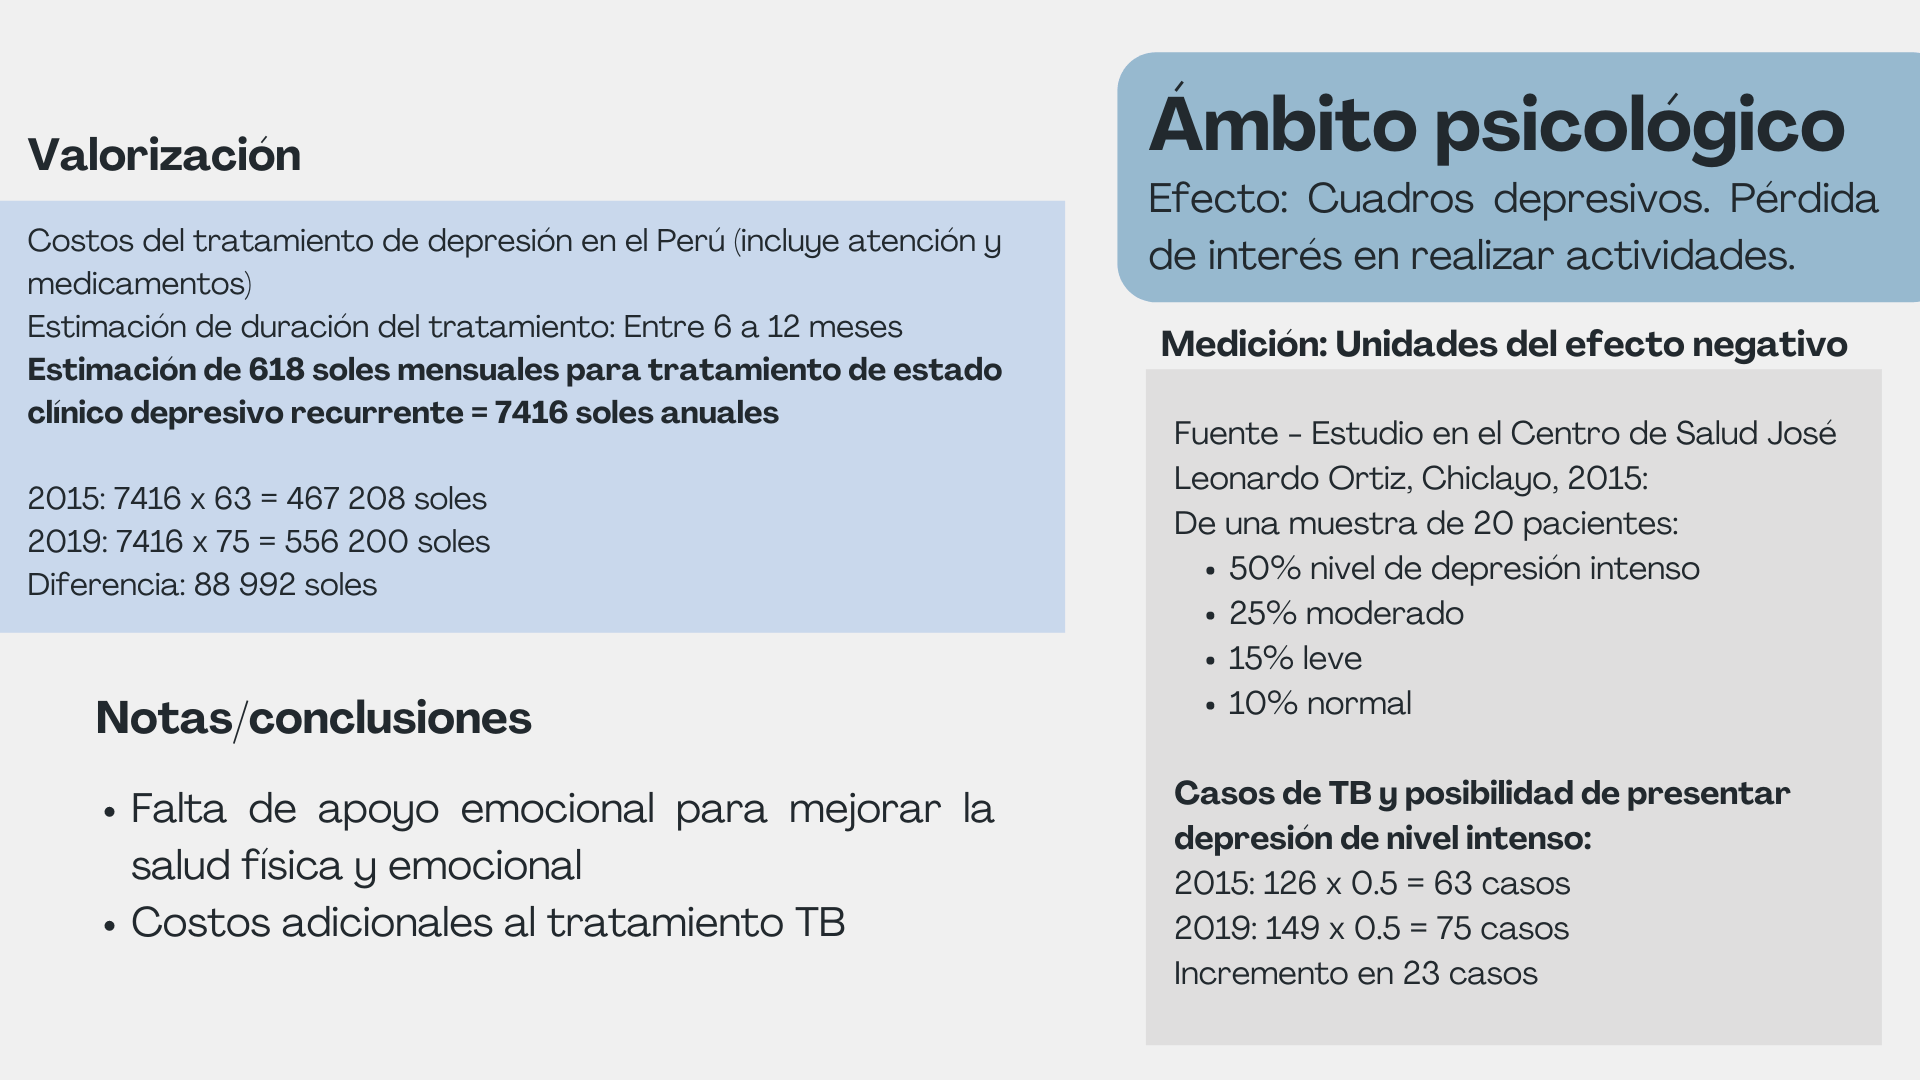 Valorización
Costos del tratamiento de depresión en el Perú (incluye atención y
medicamentos)
Estimación de duración del tratamiento: Entre 6 a 12 meses
Estimación de 618 soles mensuales para tratamiento de estado
clínico depresivo recurrente = 7416 soles anuales
2015: 7416 x 63 = 467 208 soles
2019: 7416 x 75 = 556 200 soles
Diferencia: 88 992 soles
Notas/conclusiones
• Falta de apoyo emocional para mejorar la
salud física y emocional
• Costos adicionales al tratamiento TB
Ámbito psicológico
Efecto: Cuadros depresivos. Pérdida
de interés en realizar actividades.
Medición: Unidades del efecto negativo
Fuente – Estudio en el Centro de Salud José
Leonardo Ortiz, Chiclayo, 2015:
De una muestra de 20 pacientes:
• 50% nivel de depresión intenso
• 25% moderado
• 15% leve
• 10% normal
Casos de TB y posibilidad de presentar
depresión de nivel intenso:
2015: 126 x 0.5 = 63 casos
2019: 149 x 0.5 = 75 casos
Incremento en 23 casos